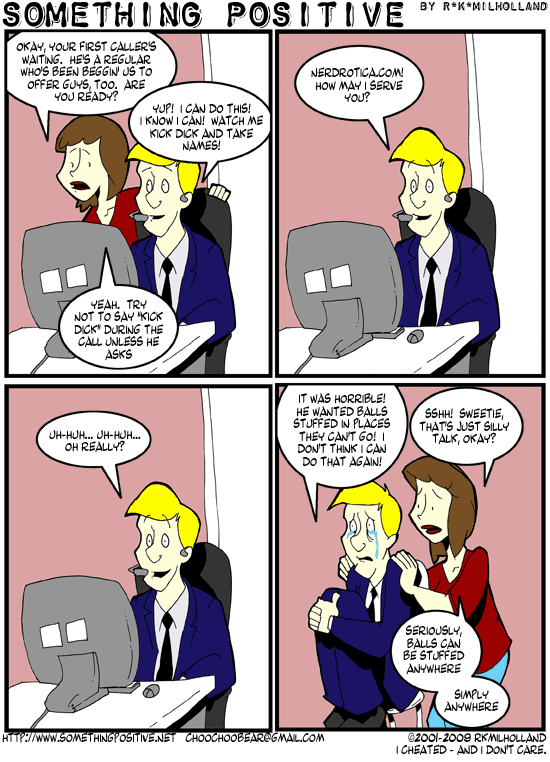 SOMETHING POSITIVE BY R*K*MILHOLLAND
OKAY, YOUR FIRST CALLER'S
WAITING. HE'S A REGULAR
WHO'S BEEN BEGGIN' US TO
OFFER GUYS, TOO. ARE
YOU READY?
YUP! I CAN DO THIS!
I KNOW I CAN! WATCH ME
KICK DICK AND TAKE
NAMES!
YEAH. TRY
NOT TO SAY "KICK
DICK" DURING THE
CALL UNLESS HE
ASKS
NERDROTICA.COM!
HOW MAY I SERVE
YOU?
UH-HUH... UH-HUH...
OH REALLY?
IT WAS HORRIBLE!
HE WANTED BALLS
STUFFED IN PLACES
THEY CAN'T GO! I
DON'T THINK I CAN
DO THAT AGAIN!
SSHH! SWEETIE,
THAT'S JUST SILLY
TALK, OKAY?
SERIOUSLY,
BALLS CAN
BE STUFFED
ANYWHERE
SIMPLY
ANYWHERE
HTTP://WWW.SOMETHINGPOSITIVE.NET CHOOCHOOBEAR@GMAIL.COM ©2001-2009 RKMILHOLLAND
I CHEATED - AND I DON'T CARE.